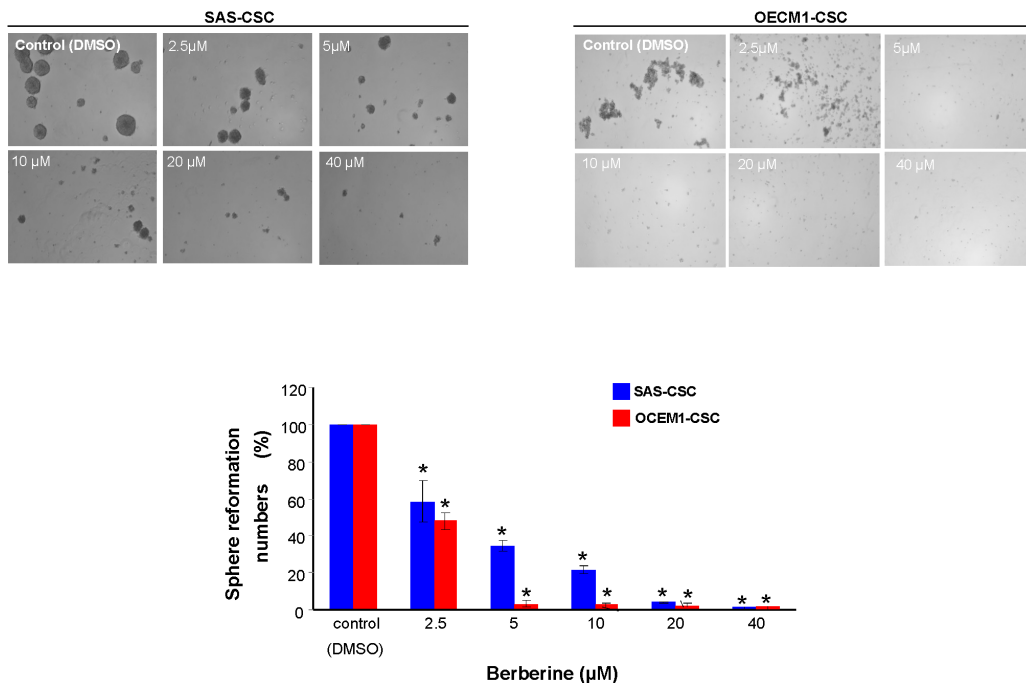 SAS-CSC
Control (DMSO) 2.5µM 5µM
10 µM 20 µM 40 µM
OECM1-CSC
Control (DMSO) 2.5µM 5µM
10 µM 20 µM 40 µM
Sphere reformation
numbers (%)
120
100
80
60
40
20
0
SAS-CSC
OCEM1-CSC
* * * * * * * * * *
control 2.5 5 10 20 40
(DMSO)
Berberine (µM)